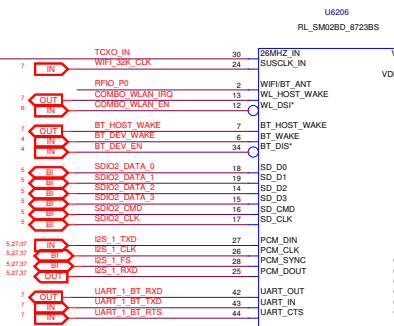 U6206
RL_SM02BD_8723BS
TCXO_IN 30 26MHZ_IN
7 IN WIFI_32K_CLK 24 SUSCLK_IN
RFIO_P0 2 WIFI/BT_ANT
7 OUT COMBO_WLAN_IRQ 13 WL_HOST_WAKE
6 IN COMBO_WLAN_EN 12 WL_DSI*
7 OUT BT_HOST_WAKE 7 BT_HOST_WAKE
4 IN BT_DEV_WAKE 6 BT_WAKE
4 IN BT_DEV_EN 34 BT_DIS*
5 BI SDIO2_DATA_0 18 SD_D0
5 BI SDIO2_DATA_1 19 SD_D1
5 BI SDIO2_DATA_2 14 SD_D2
5 BI SDIO2_DATA_3 15 SD_D3
5 BI SDIO2_CMD 16 SD_CMD
5 BI SDIO2_CLK 17 SD_CLK
5,27,37 IN I2S_1_TXD 27 PCM_DIN
5,27,37 BI I2S_1_CLK 26 PCM_CLK
5,27,37 BI I2S_1_FS 28 PCM_SYNC
5,27,37 OUT I2S_1_RXD 25 PCM_DOUT
7 OUT UART_1_BT_RXD 42 UART_OUT
7 IN UART_1_BT_TXD 43 UART_IN
7 IN UART_1_BT_RTS 44 UART_CTS